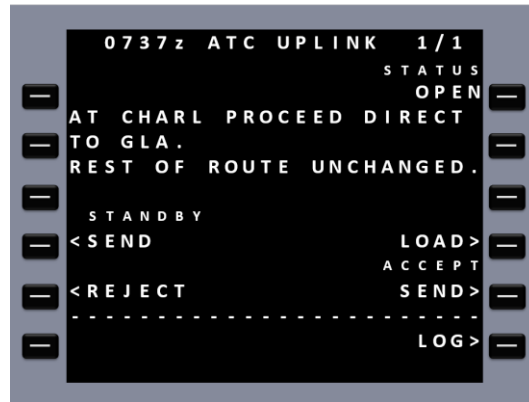 0737z ATC UPLINK 1/1
STATUS
OPEN
AT CHARL PROCEED DIRECT
TO GLA.
REST OF ROUTE UNCHANGED.
STANDBY
<SEND LOAD>
ACCEPT
<REJECT SEND>
------------------------
LOG>